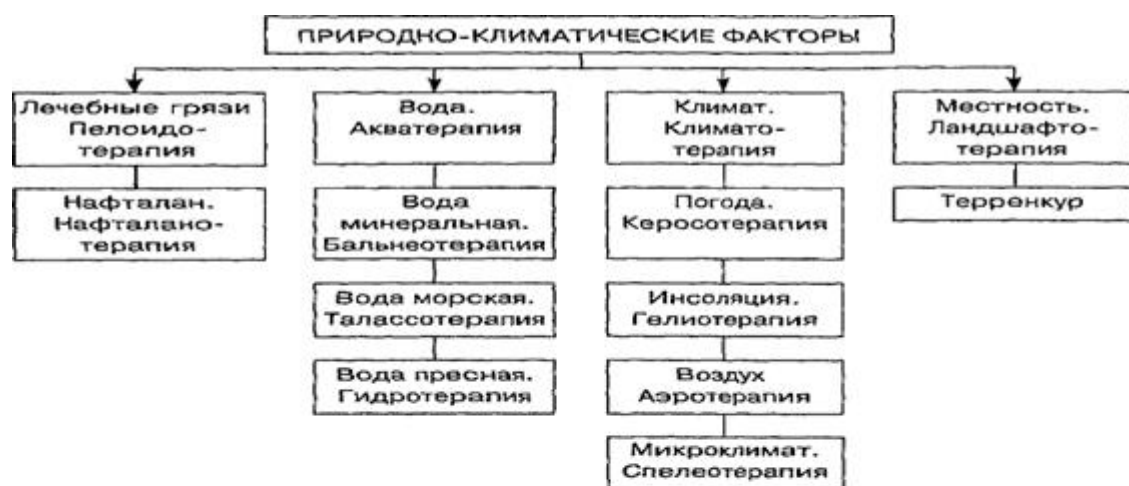 ПРИРОДНО-КЛИМАТИЧЕСКИЕ ФАКТОРЫ
Лечебные грязи
Пелоидо-
терапия
Нафталан.
Нафталано-
терапия
Вода.
Акватерапия
Вода
минеральная.
Бальнеотерапия
Вода морская.
Талассотерапия
Вода пресная.
Гидротерапия
Климат.
Климато-
терапия
Погода.
Керосотерапия
Инсоляция.
Гелиотерапия
Воздух
Аэротерапия
Микроклимат.
Спелеотерапия
Местность.
Ландшафто-
терапия
Терренкур